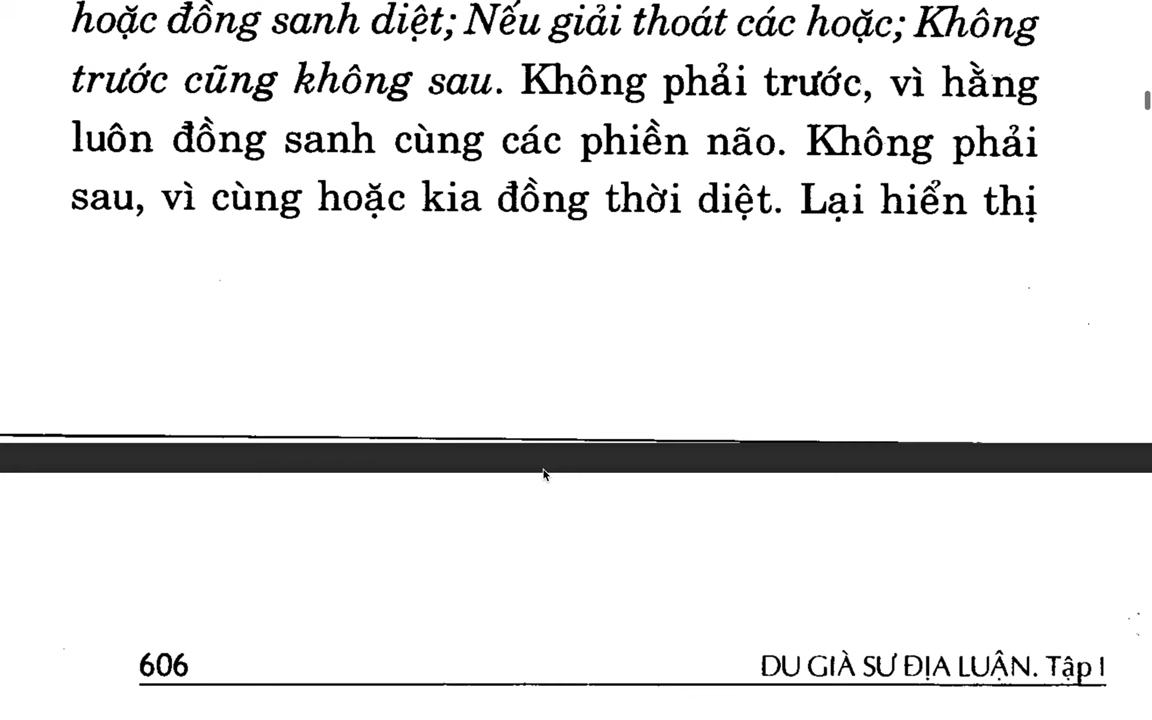 hoặc đồng sanh diệt; Nếu giải thoát các hoặc; Không
trước cũng không sau. Không phải trước, vì hằng
luôn đồng sanh cùng các phiền não. Không phải
sau, vì cùng hoặc kia đồng thời diệt. Lại hiển thị
606 DU GIÀ SƯ ĐỊA LUẬN. Tập I